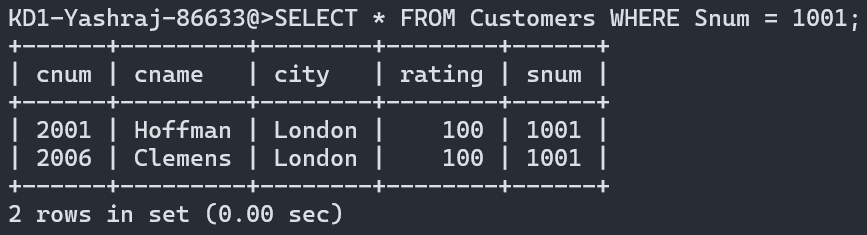 KD1-Yashraj-86633@>SELECT * FROM Customers WHERE Snum = 1001;
+------+---------+--------+--------+------+
| cnum | cname   | city   | rating | snum |
+------+---------+--------+--------+------+
| 2001 | Hoffman | London |    100 | 1001 |
| 2006 | Clemens | London |    100 | 1001 |
+------+---------+--------+--------+------+
2 rows in set (0.00 sec)